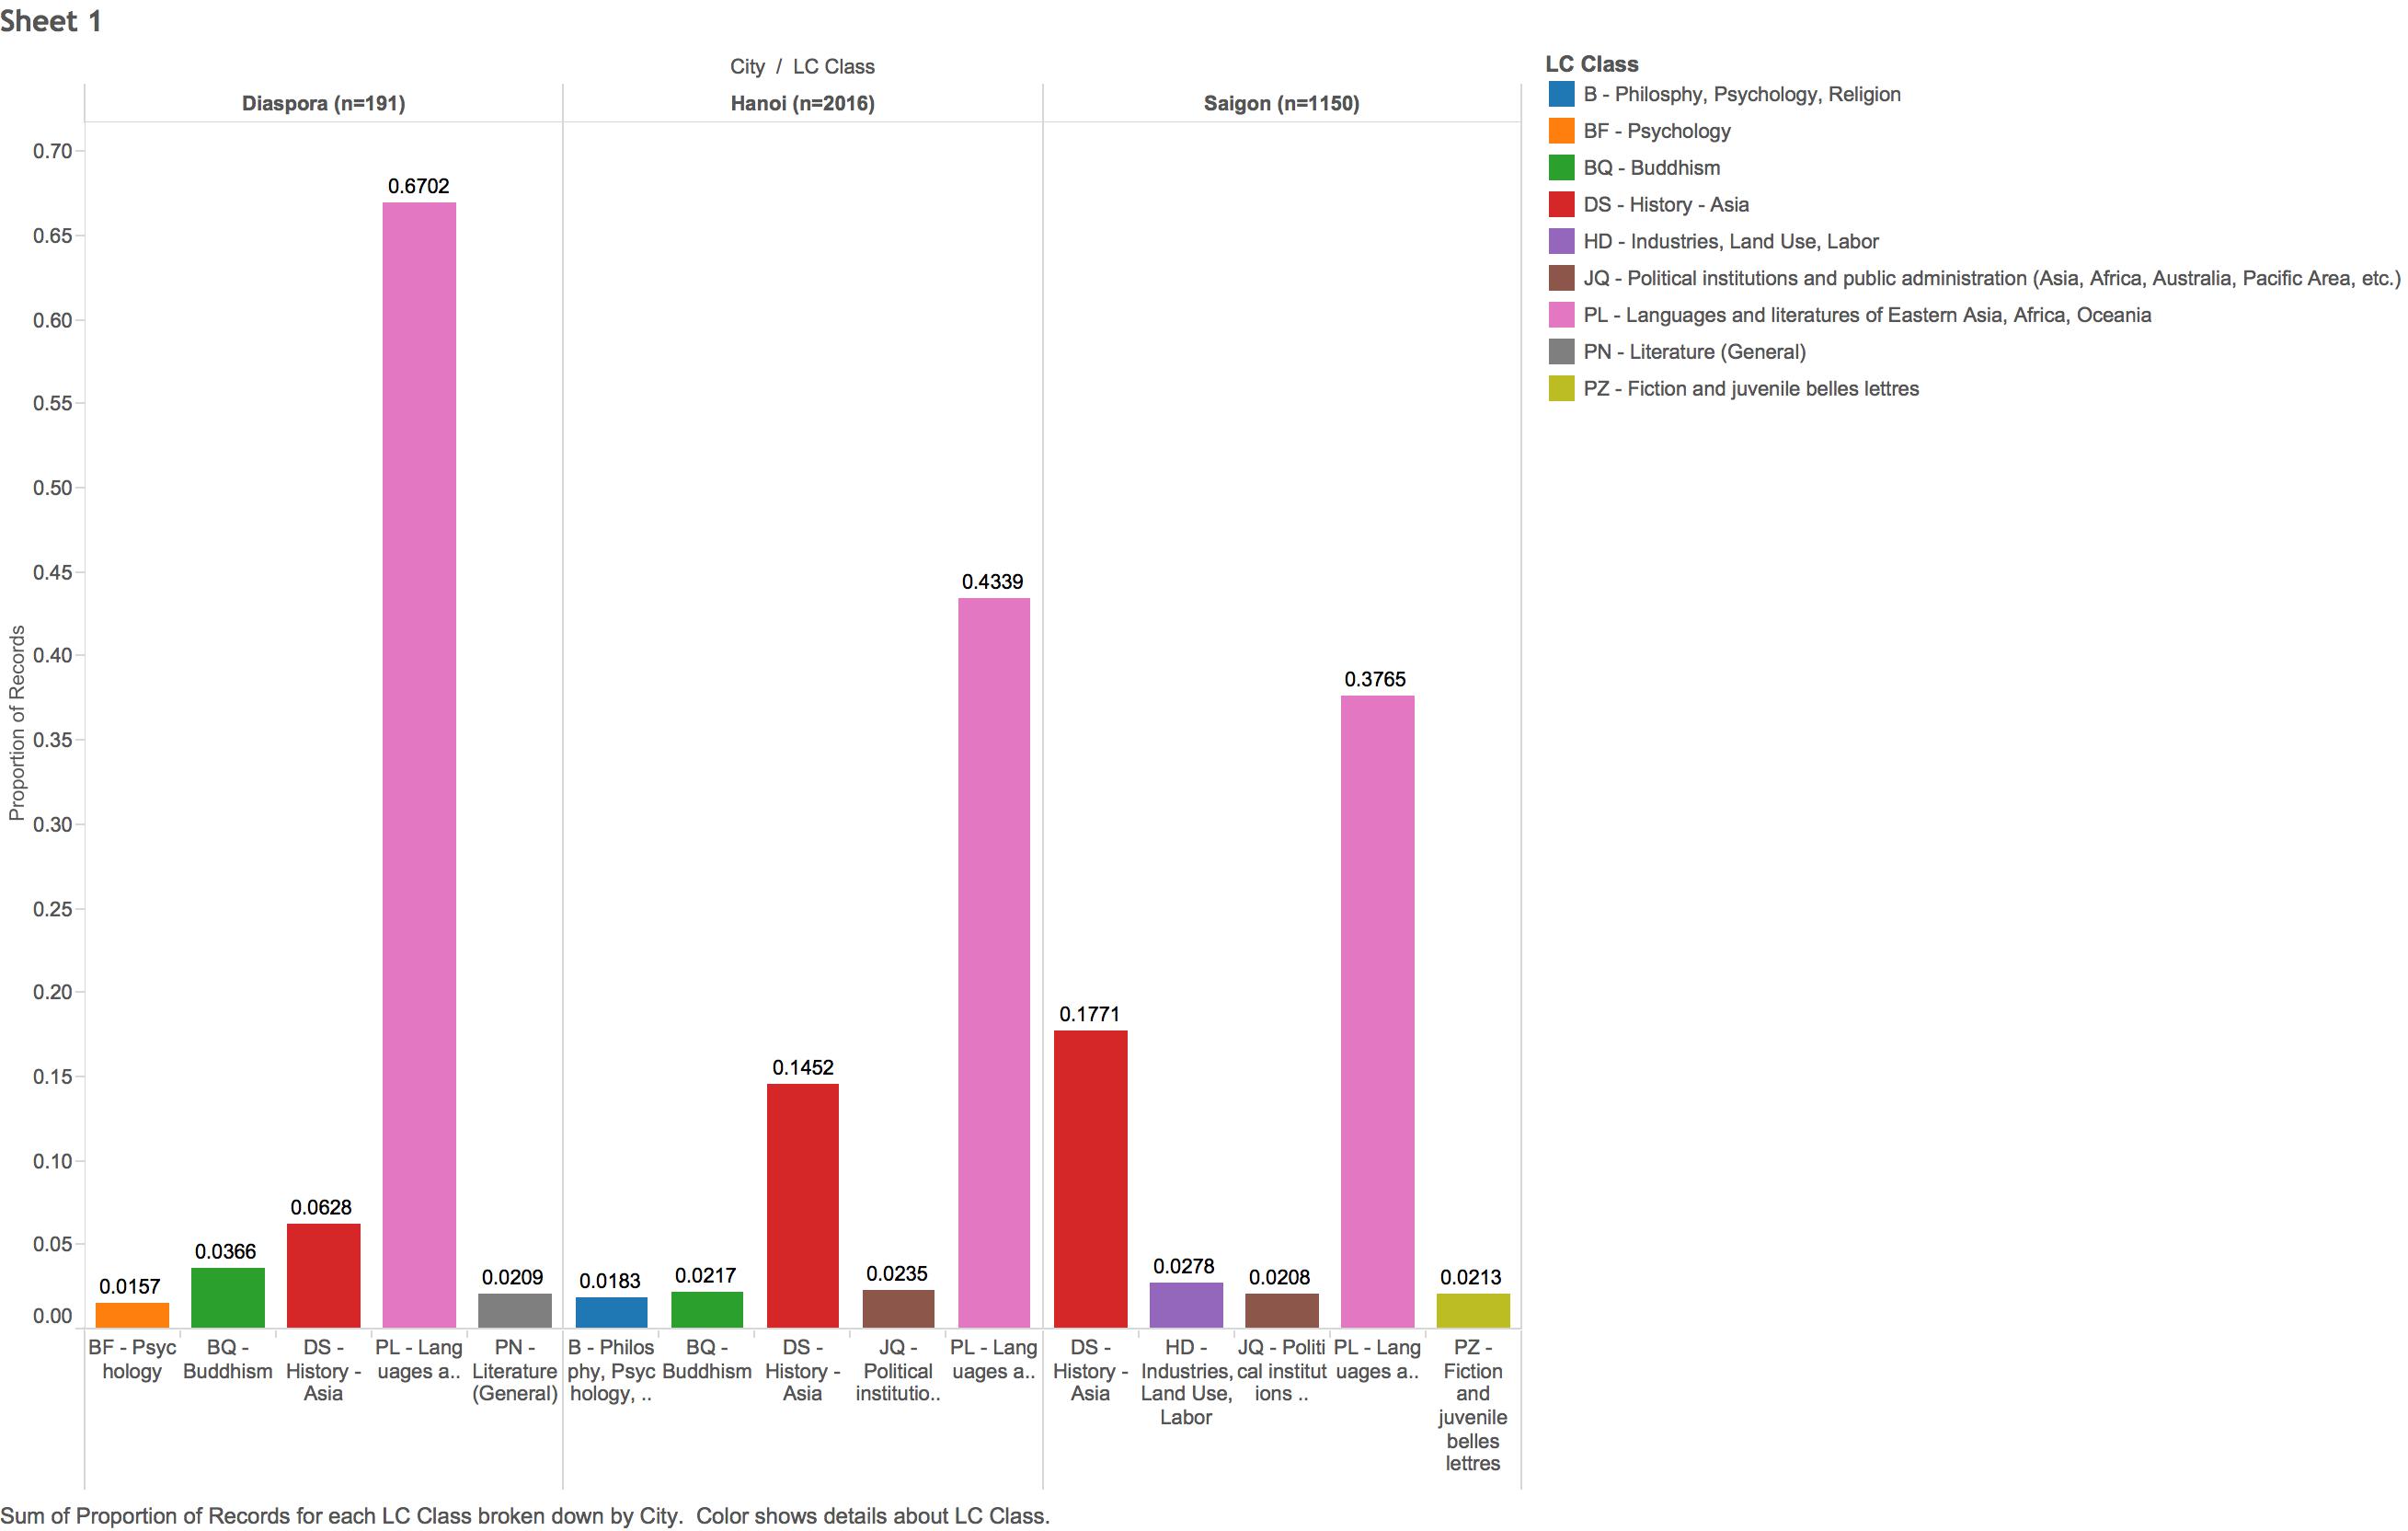 Sheet 1
City / LC Class
Diaspora (n=191)
Hanoi (n=2016)
Saigon (n=1150)
Proportion of Records
0.70
0.65
0.60
0.55
0.50
0.45
0.40
0.35
0.30
0.25
0.20
0.15
0.10
0.05
0.00
0.0157
0.0366
0.0628
0.6702
0.0209
0.0183
0.0217
0.1452
0.0235
0.4339
0.1771
0.0278
0.0208
0.3765
0.0213
BF - Psyc
hology
BQ -
Buddhism
DS -
History -
Asia
PL - Lang
uages a..
PN -
Literature
(General)
B - Philos
phy, Psyc
hology, ..
BQ -
Buddhism
DS -
History -
Asia
JQ -
Political
institutio..
PL - Lang
uages a..
DS -
History -
Asia
HD -
Industries,
Land Use,
Labor
JQ - Politi
cal institut
ions ..
PL - Lang
uages a..
PZ -
Fiction
and
juvenile
belles
lettres
LC Class
B - Philosphy, Psychology, Religion
BF - Psychology
BQ - Buddhism
DS - History - Asia
HD - Industries, Land Use, Labor
JQ - Political institutions and public administration (Asia, Africa, Australia, Pacific Area, etc.)
PL - Languages and literatures of Eastern Asia, Africa, Oceania
PN - Literature (General)
PZ - Fiction and juvenile belles lettres
Sum of Proportion of Records for each LC Class broken down by City. Color shows details about LC Class.